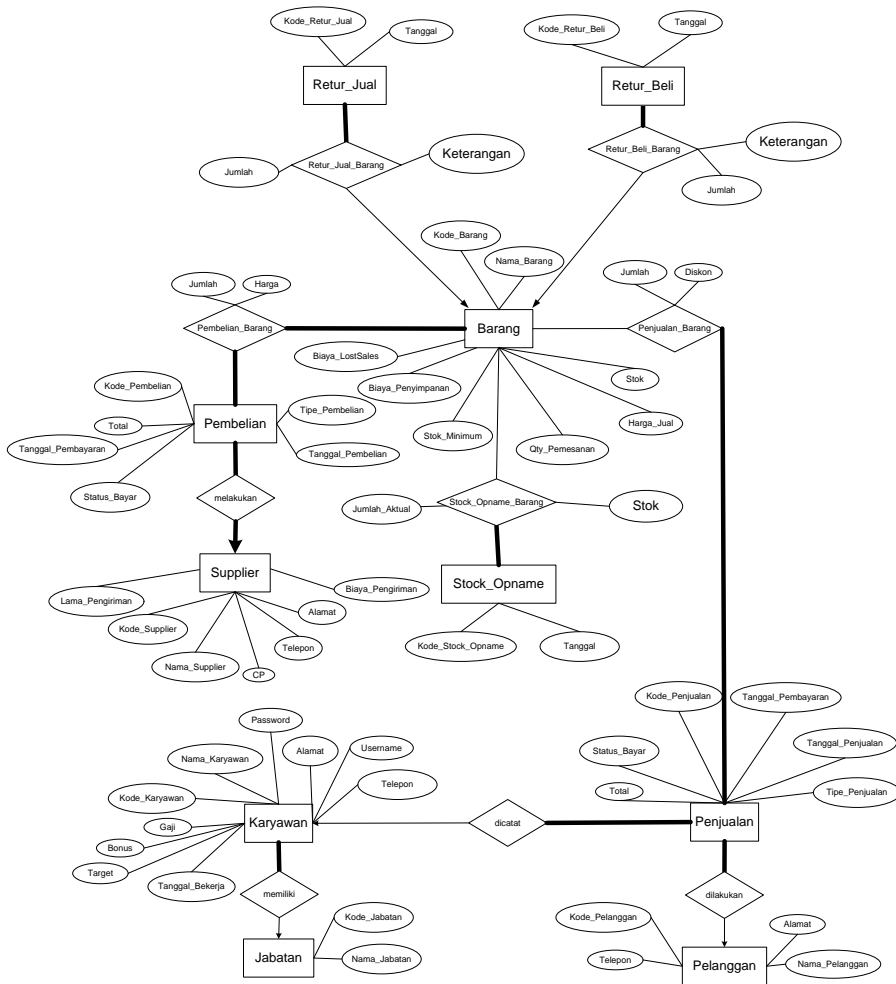 Kode_Retur_Jual
Tanggal
Kode_Retur_Beli
Tanggal
Retur_Jual
Retur_Beli
Jumlah
Retur_Jual_Barang
Keterangan
Retur_Beli_Barang
Keterangan
Jumlah
Kode_Barang
Nama_Barang
Jumlah
Harga
Jumlah
Diskon
Pembelian_Barang
Barang
Penjualan_Barang
Biaya_LostSales
Biaya_Penyimpanan
Stok
Harga_Jual
Stok_Minimum
Qty_Pemesanan
Kode_Pembelian
Total
Tanggal_Pembayaran
Status_Bayar
Pembelian
Tipe_Pembelian
Tanggal_Pembelian
melakukan
Jumlah_Aktual
Stock_Opname_Barang
Stok
Supplier
Stock_Opname
Lama_Pengiriman
Biaya_Pengiriman
Kode_Supplier
Alamat
Nama_Supplier
Telepon
CP
Kode_Stock_Opname
Tanggal
Password
Nama_Karyawan
Alamat
Username
Kode_Karyawan
Telepon
Gaji
Bonus
Target
Tanggal_Bekerja
Karyawan
dicatat
Penjualan
Kode_Penjualan
Tanggal_Pembayaran
Status_Bayar
Tanggal_Penjualan
Total
Tipe_Penjualan
memiliki
dilakukan
Kode_Jabatan
Nama_Jabatan
Jabatan
Kode_Pelanggan
Alamat
Telepon
Nama_Pelanggan
Pelanggan